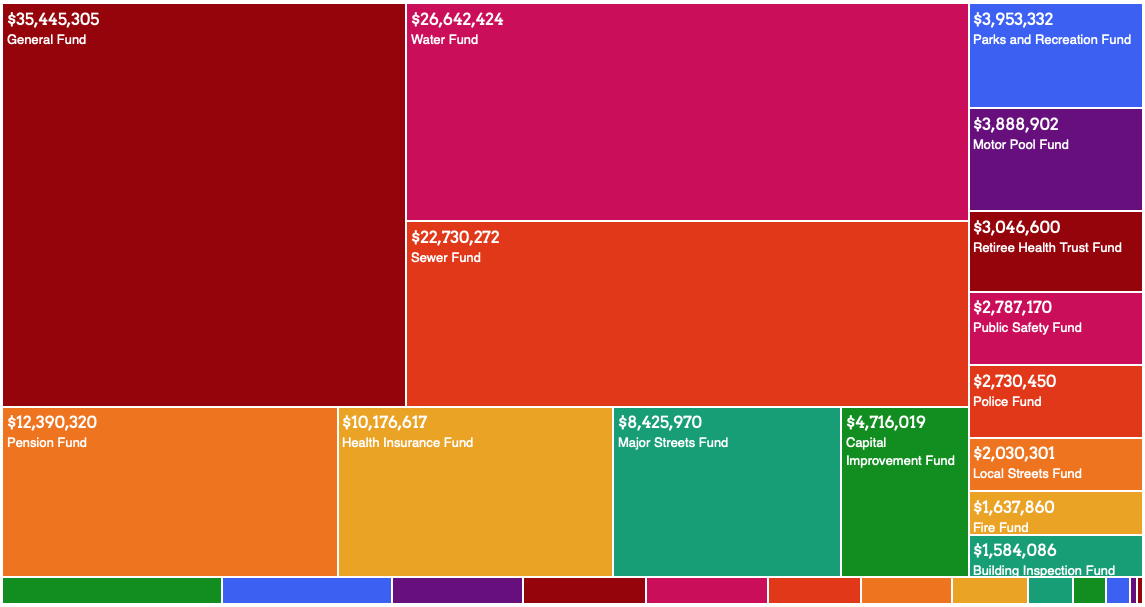 $35,445,305
General Fund
$26,642,424
Water Fund
$22,730,272
Sewer Fund
$12,390,320
Pension Fund
$10,176,617
Health Insurance Fund
$8,425,970
Major Streets Fund
$4,716,019
Capital
Improvement Fund
$3,953,332
Parks and Recreation Fund
$3,888,902
Motor Pool Fund
$3,046,600
Retiree Health Trust Fund
$2,787,170
Public Safety Fund
$2,730,450
Police Fund
$2,030,301
Local Streets Fund
$1,637,860
Fire Fund
$1,584,086
Building Inspection Fund